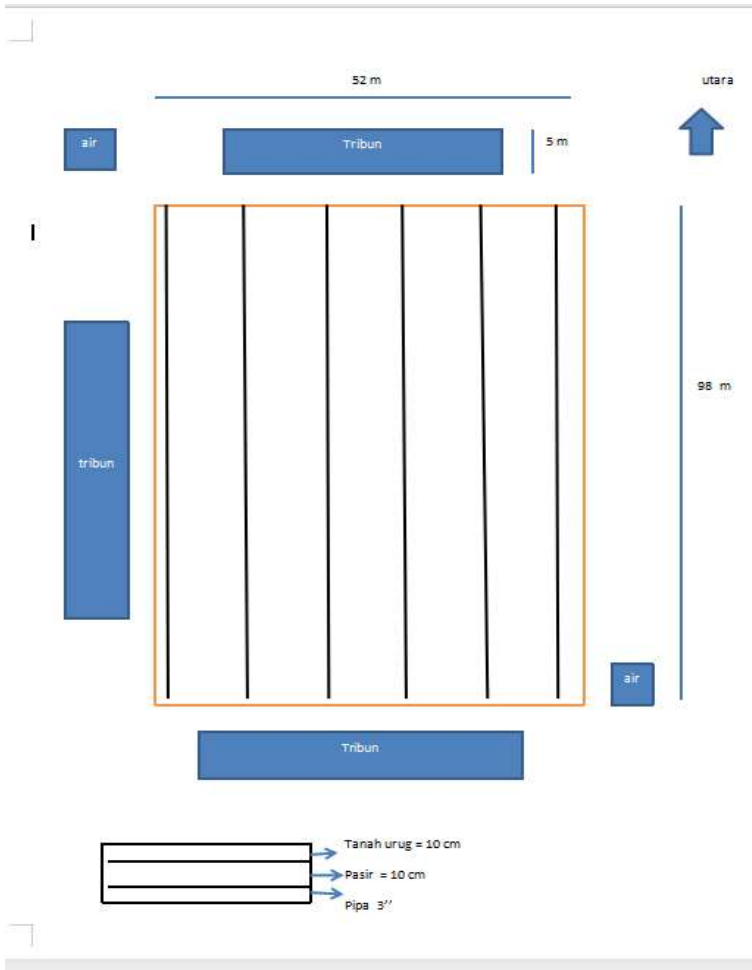 52 m
utara
air
Tribun
5 m
98 m
tribun
air
Tribun
Tanah urug = 10 cm
Pasir = 10 cm
Pipa 3’’